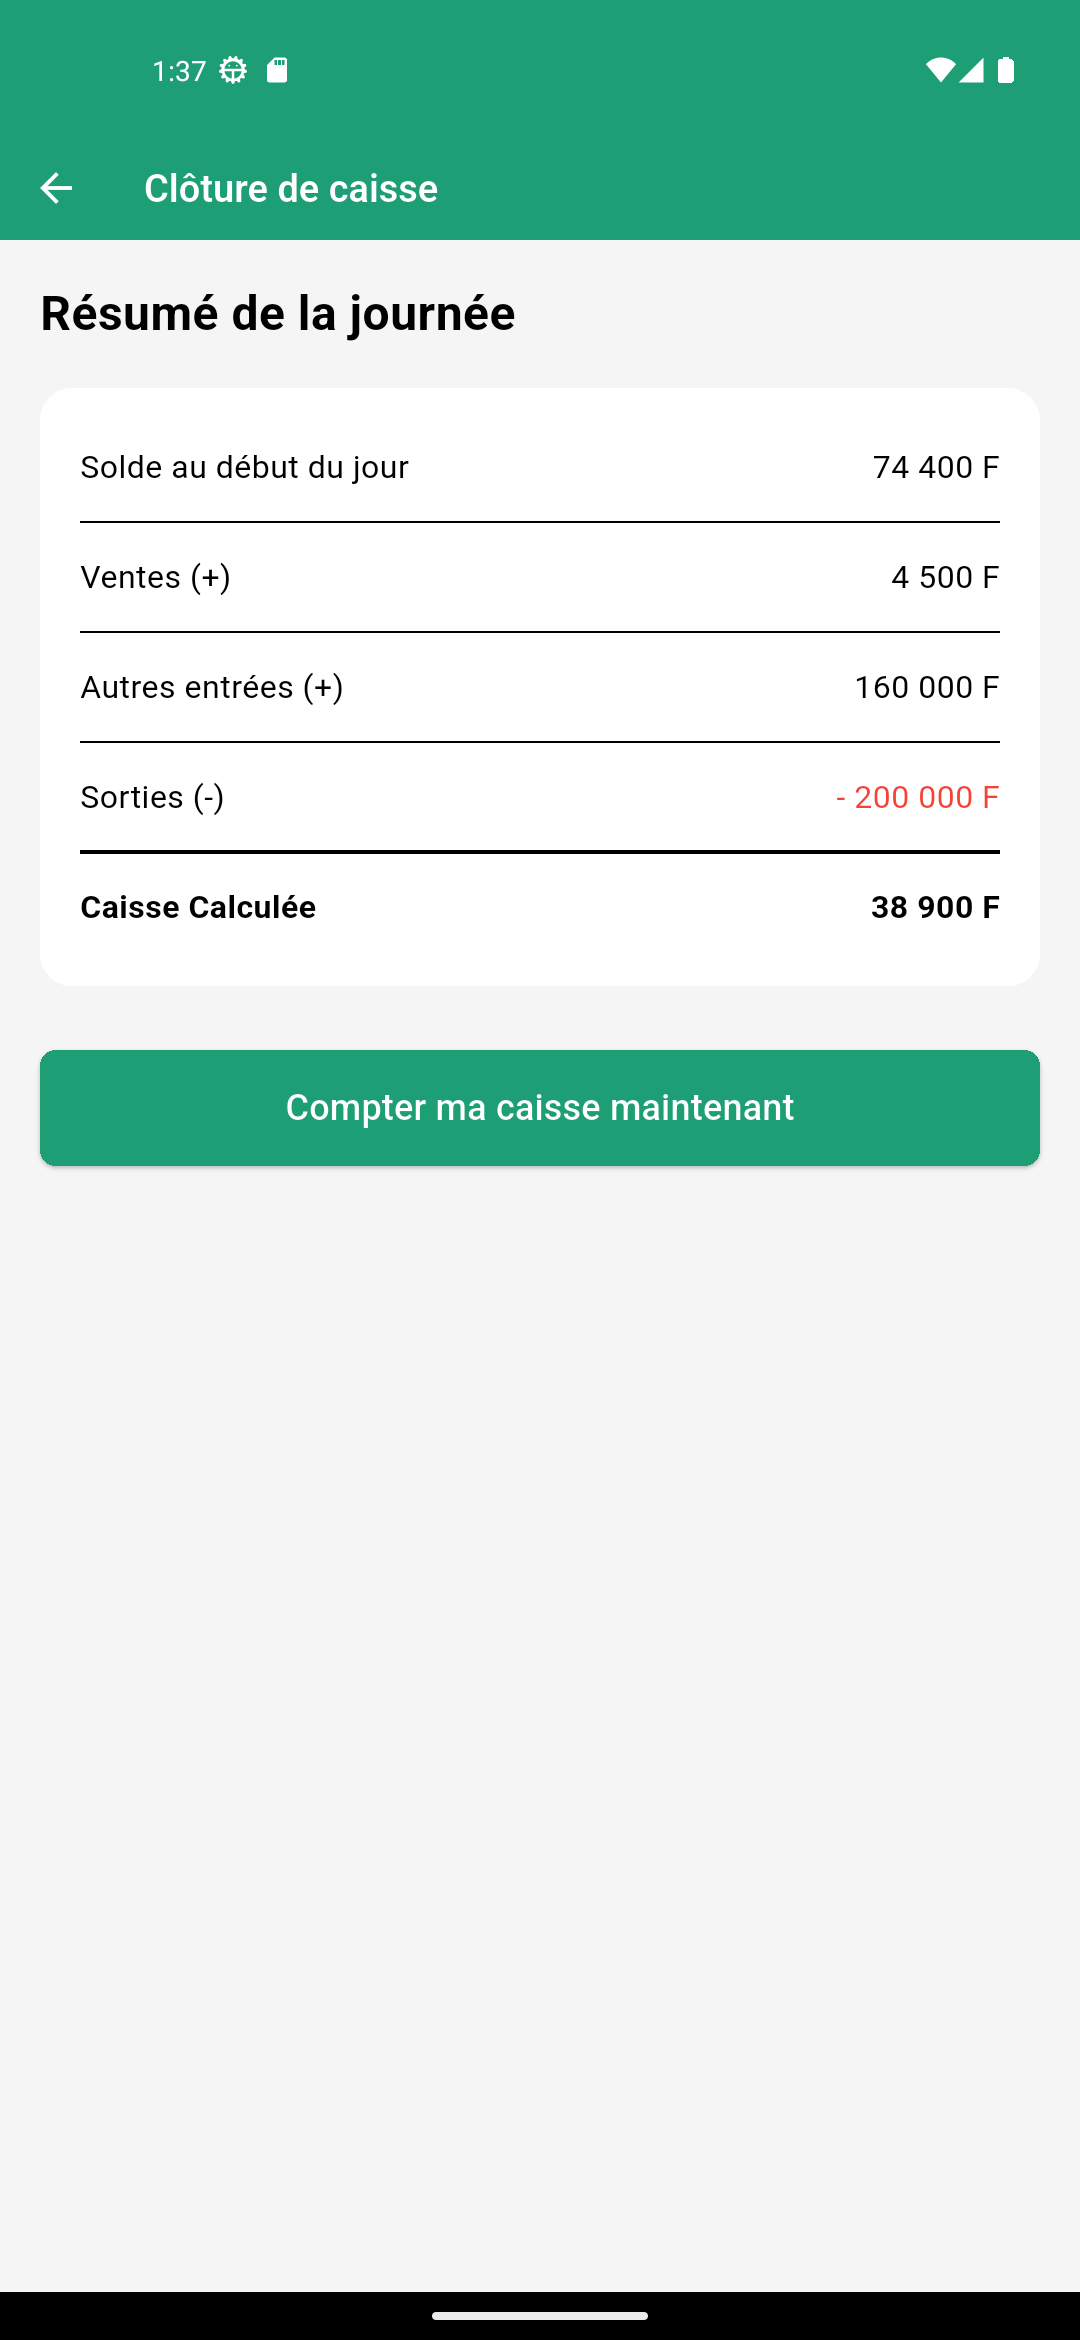 1:37
Clôture de caisse
Résumé de la journée
Solde au début du jour 74 400 F
Ventes (+) 4 500 F
Autres entrées (+) 160 000 F
Sorties (-) - 200 000 F
Caisse Calculée 38 900 F
Compter ma caisse maintenant